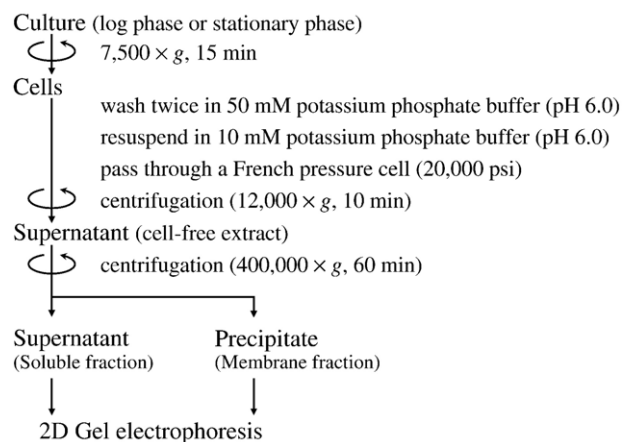 Culture (log phase or stationary phase)
7,500 × g, 15 min
Cells
wash twice in 50 mM potassium phosphate buffer (pH 6.0)
resuspend in 10 mM potassium phosphate buffer (pH 6.0)
pass through a French pressure cell (20,000 psi)
centrifugation (12,000 × g, 10 min)
Supernatant (cell-free extract)
centrifugation (400,000 × g, 60 min)
Supernatant
(Soluble fraction)
Precipitate
(Membrane fraction)
2D Gel electrophoresis